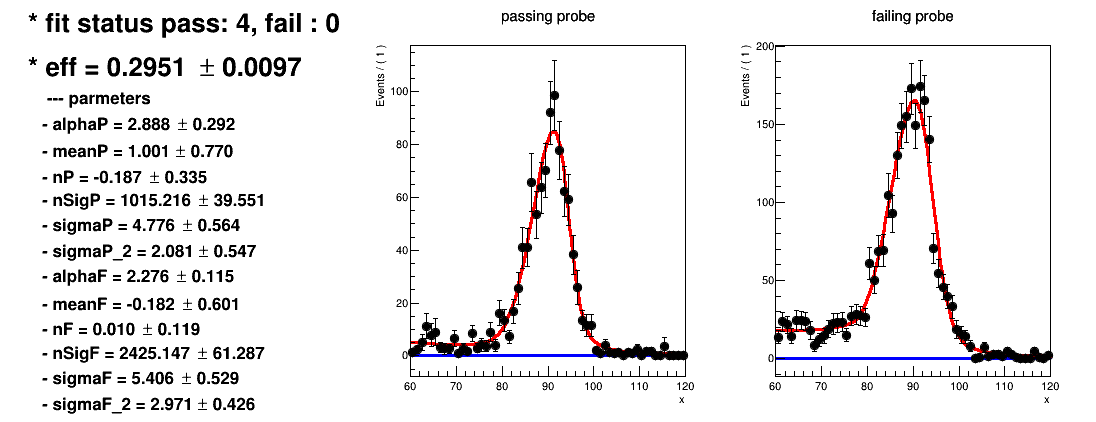 * fit status pass: 4, fail : 0
* eff = 0.2951 ± 0.0097
--- parmeters
- alphaP = 2.888 ± 0.292
- meanP = 1.001 ± 0.770
- nP = -0.187 ± 0.335
- nSigP = 1015.216 ± 39.551
- sigmaP = 4.776 ± 0.564
- sigmaP_2 = 2.081 ± 0.547
- alphaF = 2.276 ± 0.115
- meanF = -0.182 ± 0.601
- nF = 0.010 ± 0.119
- nSigF = 2425.147 ± 61.287
- sigmaF = 5.406 ± 0.529
- sigmaF_2 = 2.971 ± 0.426
passing probe
Events / ( 1 )
100
80
60
40
20
0
60 70 80 90 100 110 120
x
failing probe
Events / ( 1 )
200
150
100
50
0
60 70 80 90 100 110 120
x